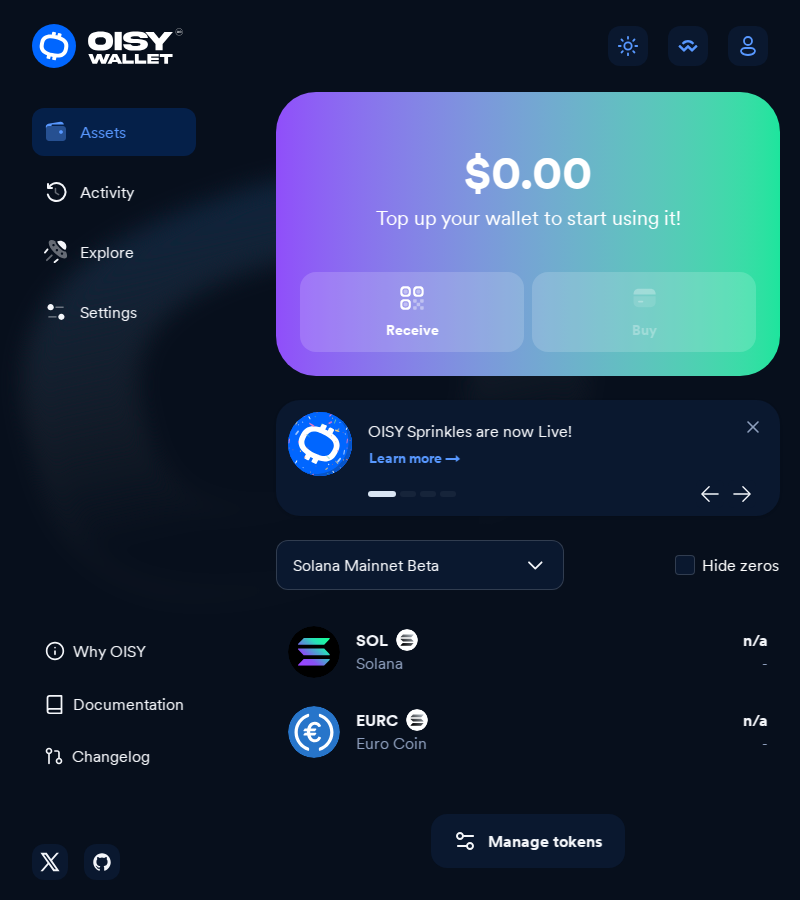 OISY
WALLET
Assets
Activity
Explore
Settings
$0.00
Top up your wallet to start using it!
Receive
Buy
OISY Sprinkles are now Live!
Learn more →
Solana Mainnet Beta
Hide zeros
SOL
n/a
Solana
-
EURC
n/a
Euro Coin
-
Why OISY
Documentation
Changelog
Manage tokens